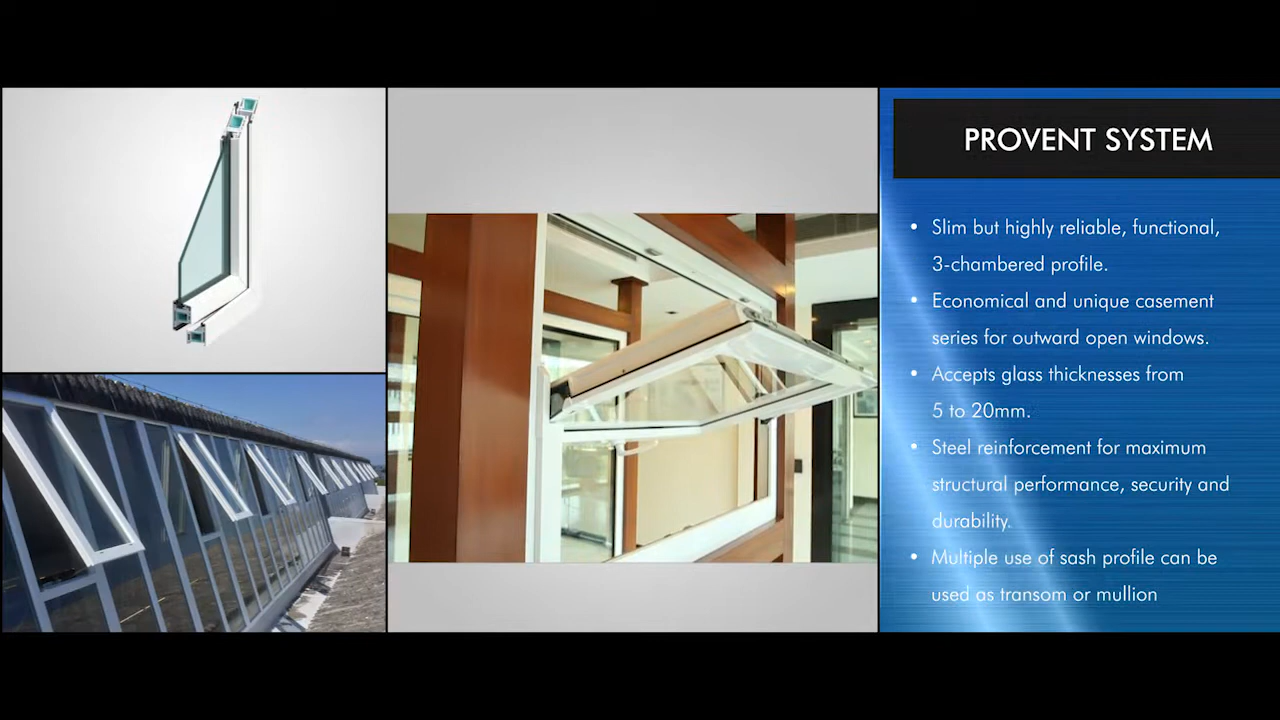 PROVENT SYSTEM
• Slim but highly reliable, functional,
3-chambered profile.
• Economical and unique casement
series for outward open windows.
• Accepts glass thicknesses from
5 to 20mm.
• Steel reinforcement for maximum
structural performance, security and
durability.
• Multiple use of sash profile can be
used as transom or mullion